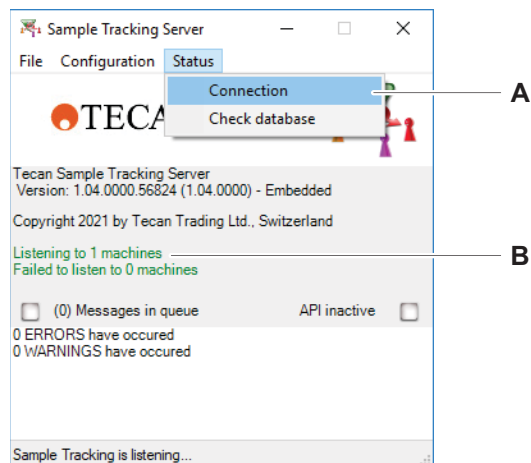 Sample Tracking Server
File Configuration Status
Connection
A
Check database
TECA
Tecan Sample Tracking Server
Version: 1.04.0000.56824 (1.04.0000) - Embedded
Copyright 2021 by Tecan Trading Ltd., Switzerland
Listening to 1 machines
B
Failed to listen to 0 machines
(0) Messages in queue API inactive
0 ERRORS have occured
0 WARNINGS have occured
Sample Tracking is listening...